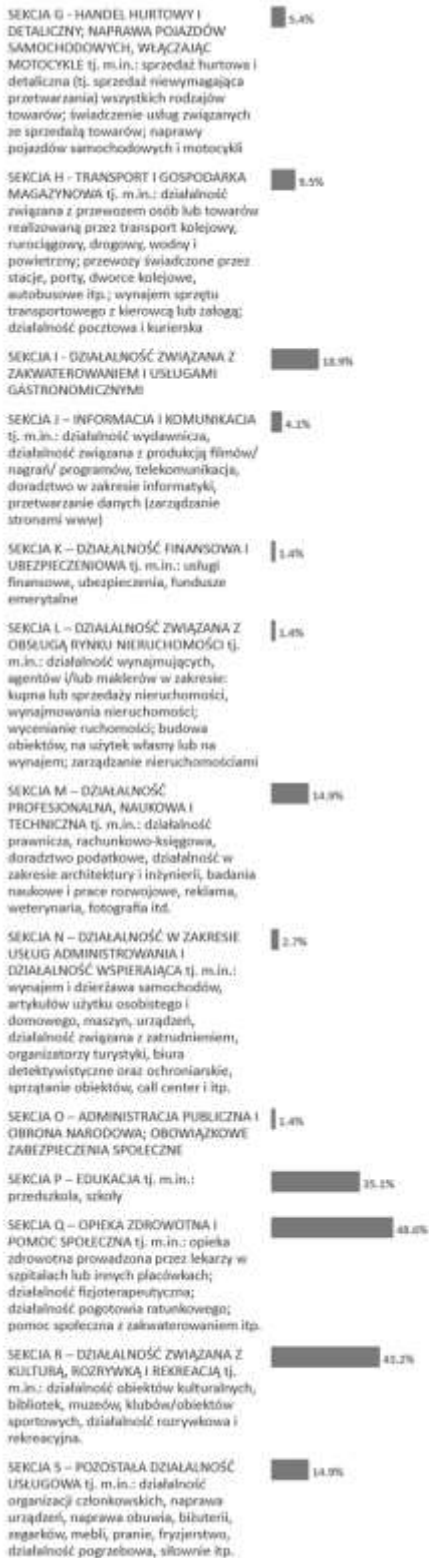 SEKCJA G - HANDEL HURTOWY I
DETALICZNY; NAPRAWA POJAZDÓW
SAMOCHODOWYCH, WŁĄCZAJĄC
MOTOCYKLE tj. m.in.: sprzedaż hurtowa i
detaliczna (tj. sprzedaż niewymagająca
przetwarzania) wszystkich rodzajów
towarów; świadczenie usług związanych
ze sprzedażą towarów; naprawy
pojazdów samochodowych i motocykli
5.4%
SEKCJA H - TRANSPORT I GOSPODARKA
MAGAZYNOWA tj. m.in.: działalność
związana z przewozem osób lub towarów
realizowaną przez transport kolejowy,
rurociągowy, drogowy, wodny i
powietrzny; przewozy świadczone przez
stacje, porty, dworce kolejowe,
autobusowe itp.; wynajem sprzętu
transportowego z kierowcą lub załogą;
działalność pocztowa i kurierska
9.5%
SEKCJA I - DZIAŁALNOŚĆ ZWIĄZANA Z
ZAKWATEROWANIEM I USŁUGAMI
GASTRONOMICZNYMI
18.9%
SEKCJA J – INFORMACJA I KOMUNIKACJA
tj. m.in.: działalność wydawnicza,
działalność związana z produkcją filmów/
nagrań/ programów, telekomunikacja,
doradztwo w zakresie informatyki,
przetwarzanie danych (zarządzanie
stronami www)
4.1%
SEKCJA K – DZIAŁALNOŚĆ FINANSOWA I
UBEZPIECZENIOWA tj. m.in.: usługi
finansowe, ubezpieczenia, fundusze
emerytalne
1.4%
SEKCJA L – DZIAŁALNOŚĆ ZWIĄZANA Z
OBSŁUGĄ RYNKU NIERUCHOMOŚCI tj.
m.in.: działalność wynajmujących,
agentów i/lub maklerów w zakresie:
kupna lub sprzedaży nieruchomości,
wynajmowania nieruchomości;
wycenianie ruchomości; budowa
obiektów, na użytek własny lub na
wynajem; zarządzanie nieruchomościami
1.4%
SEKCJA M – DZIAŁALNOŚĆ
PROFESJONALNA, NAUKOWA I
TECHNICZNA tj. m.in.: działalność
prawnicza, rachunkowo-księgowa,
doradztwo podatkowe, działalność w
zakresie architektury i inżynierii, badania
naukowe i prace rozwojowe, reklama,
weterynaria, fotografia itd.
14.9%
SEKCJA N – DZIAŁALNOŚĆ W ZAKRESIE
USŁUG ADMINISTROWANIA I
DZIAŁALNOŚĆ WSPIERAJĄCA tj. m.in.:
wynajem i dzierżawa samochodów,
artykułów użytku osobistego i
domowego, maszyn, urządzeń,
działalność związana z zatrudnieniem,
organizatorzy turystyki, biura
detektywistyczne oraz ochroniarskie,
sprzątanie obiektów, call center i itp.
2.7%
SEKCJA O – ADMINISTRACJA PUBLICZNA I
OBRONA NARODOWA; OBOWIĄZKOWE
ZABEZPIECZENIA SPOŁECZNE
1.4%
SEKCJA P – EDUKACJA tj. m.in.:
przedszkola, szkoły
35.1%
SEKCJA Q – OPIEKA ZDROWOTNA I
POMOC SPOŁECZNA tj. m.in.: opieka
zdrowotna prowadzona przez lekarzy w
szpitalach lub innych placówkach;
działalność fizjoterapeutyczna;
działalność pogotowia ratunkowego;
pomoc społeczna z zakwaterowaniem itp.
48.6%
SEKCJA R – DZIAŁALNOŚĆ ZWIĄZANA Z
KULTURĄ, ROZRYWKĄ I REKREACJĄ tj.
m.in.: działalność obiektów kulturalnych,
bibliotek, muzeów, klubów/obiektów
sportowych, działalność rozrywkowa i
rekreacyjna.
43.2%
SEKCJA S – POZOSTAŁA DZIAŁALNOŚĆ
USŁUGOWA tj. m.in.: działalność
organizacji członkowskich, naprawa
urządzeń, naprawa obuwia, biżuterii,
zegarków, mebli, pranie, fryzjerstwo,
działalność pogrzebowa, siłownie itp.
14.9%